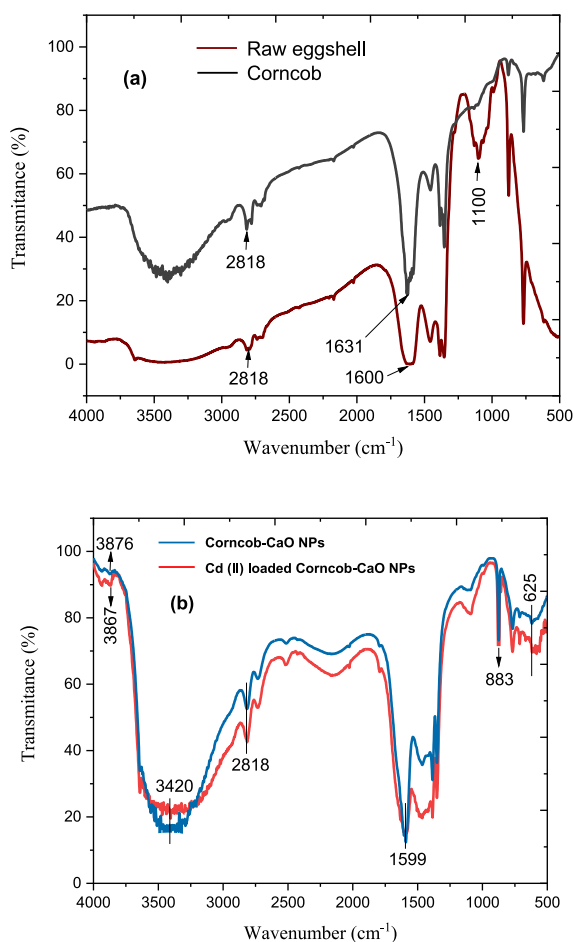 100
80
60
40
20
0
Transmitance (%)
(a)
Raw eggshell
Corncob
2818
2818
1631
1600
1100
4000 3500 3000 2500 2000 1500 1000 500
Wavenumber (cm⁻¹)
100
80
60
40
20
0
Transmitance (%)
3876
3867
Corncob-CaO NPs
Cd (II) loaded Corncob-CaO NPs
(b)
625
883
3420
2818
1599
4000 3500 3000 2500 2000 1500 1000 500
Wavenumber (cm⁻¹)